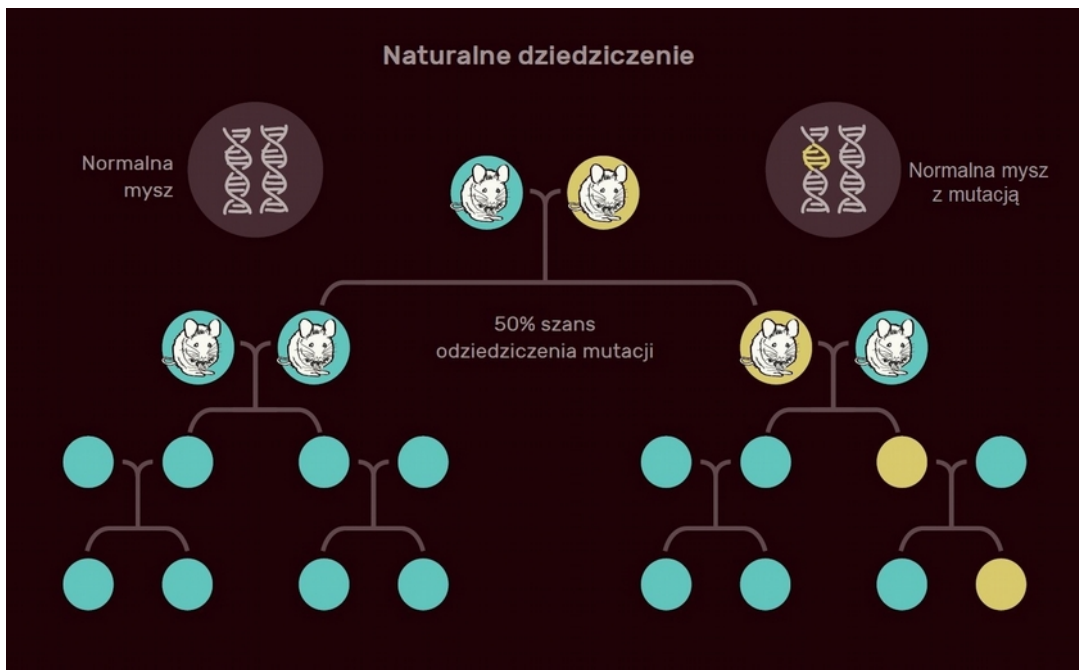 Naturalne dziedziczenie
Normalna
mysz
Normalna mysz
z mutacją
50% szans
odziedziczenia mutacji